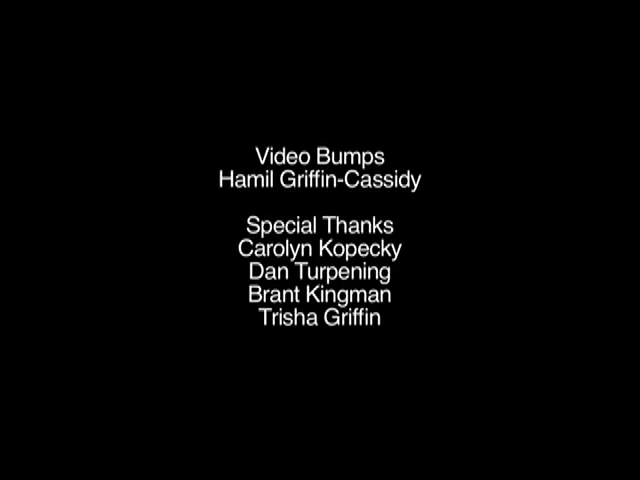 Video Bumps
Hamil Griffin-Cassidy
Special Thanks
Carolyn Kopecky
Dan Turpening
Brant Kingman
Trisha Griffin